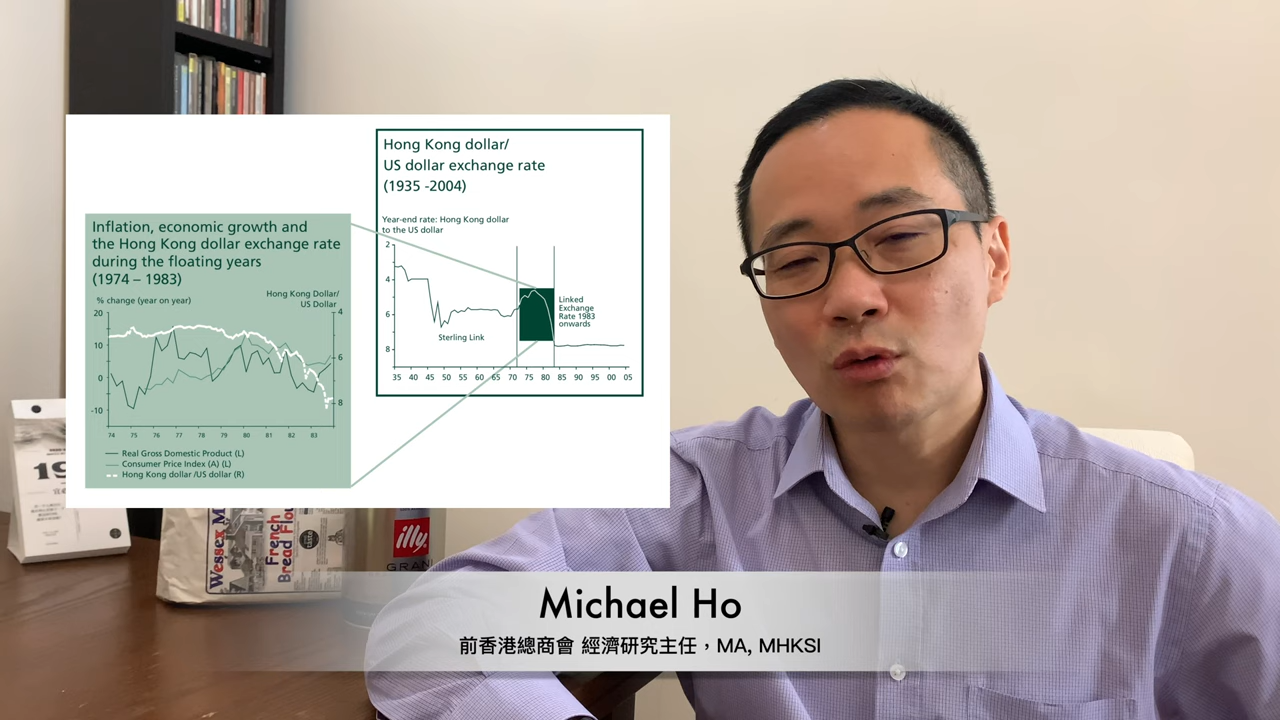 Hong Kong dollar/
US dollar exchange rate
(1935 -2004)
Year-end rate: Hong Kong dollar
to the US dollar
2
4
6
8
Sterling Link
Linked
Exchange
Rate 1983
onwards
35 40 45 50 55 60 65 70 75 80 85 90 95 00 05
Inflation, economic growth and
the Hong Kong dollar exchange rate
during the floating years
(1974 – 1983)
% change (year on year)
Hong Kong Dollar/
US Dollar
20
10
0
-10
4
6
8
74 75 76 77 78 79 80 81 82 83
Real Gross Domestic Product (L)
Consumer Price Index (A) (L)
Hong Kong dollar /US dollar (R)
19
Wessex M
French
Bread Flou
illy
GRAN
Michael Ho
前香港總商會 經濟研究主任，MA, MHKSI